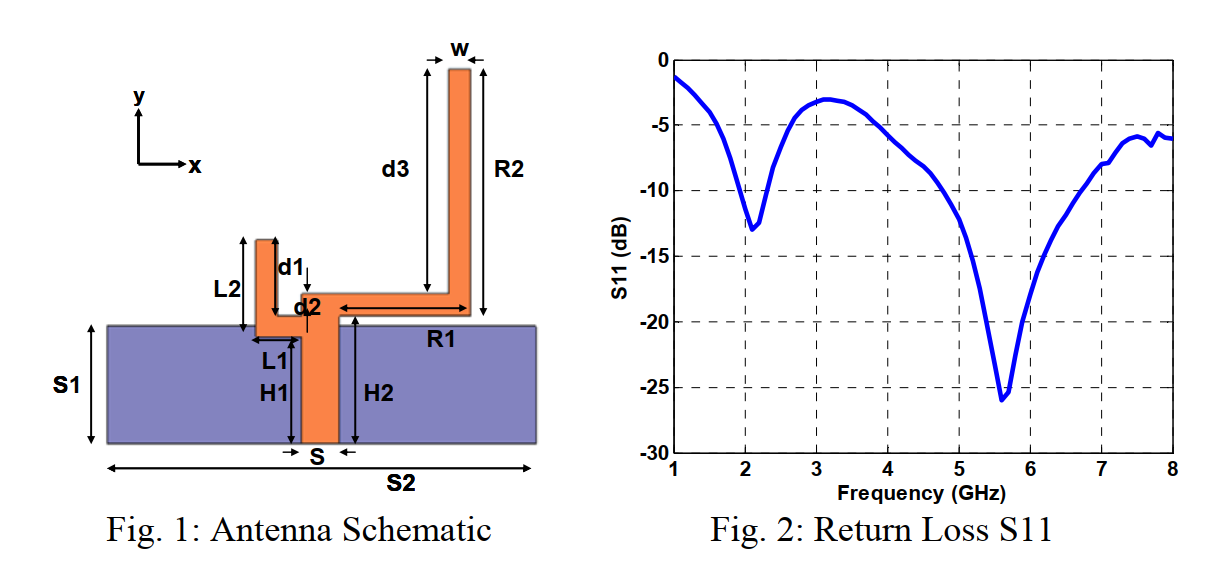 w
y
x
d3
R2
d1
L2
d2
R1
L1
S1
H1
H2
S
S2
Fig. 1: Antenna Schematic
0
-5
-10
-15
-20
-25
-30
S11 (dB)
1 2 3 4 5 6 7 8
Frequency (GHz)
Fig. 2: Return Loss S11